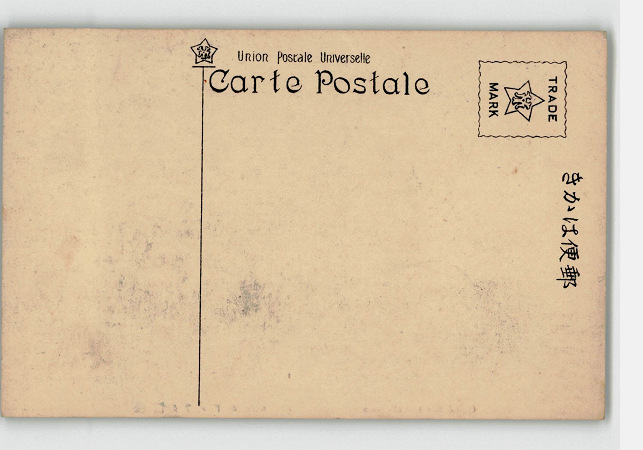 Union Postale Universelle
Carte Postale
TRADE
MARK
きかは便郵